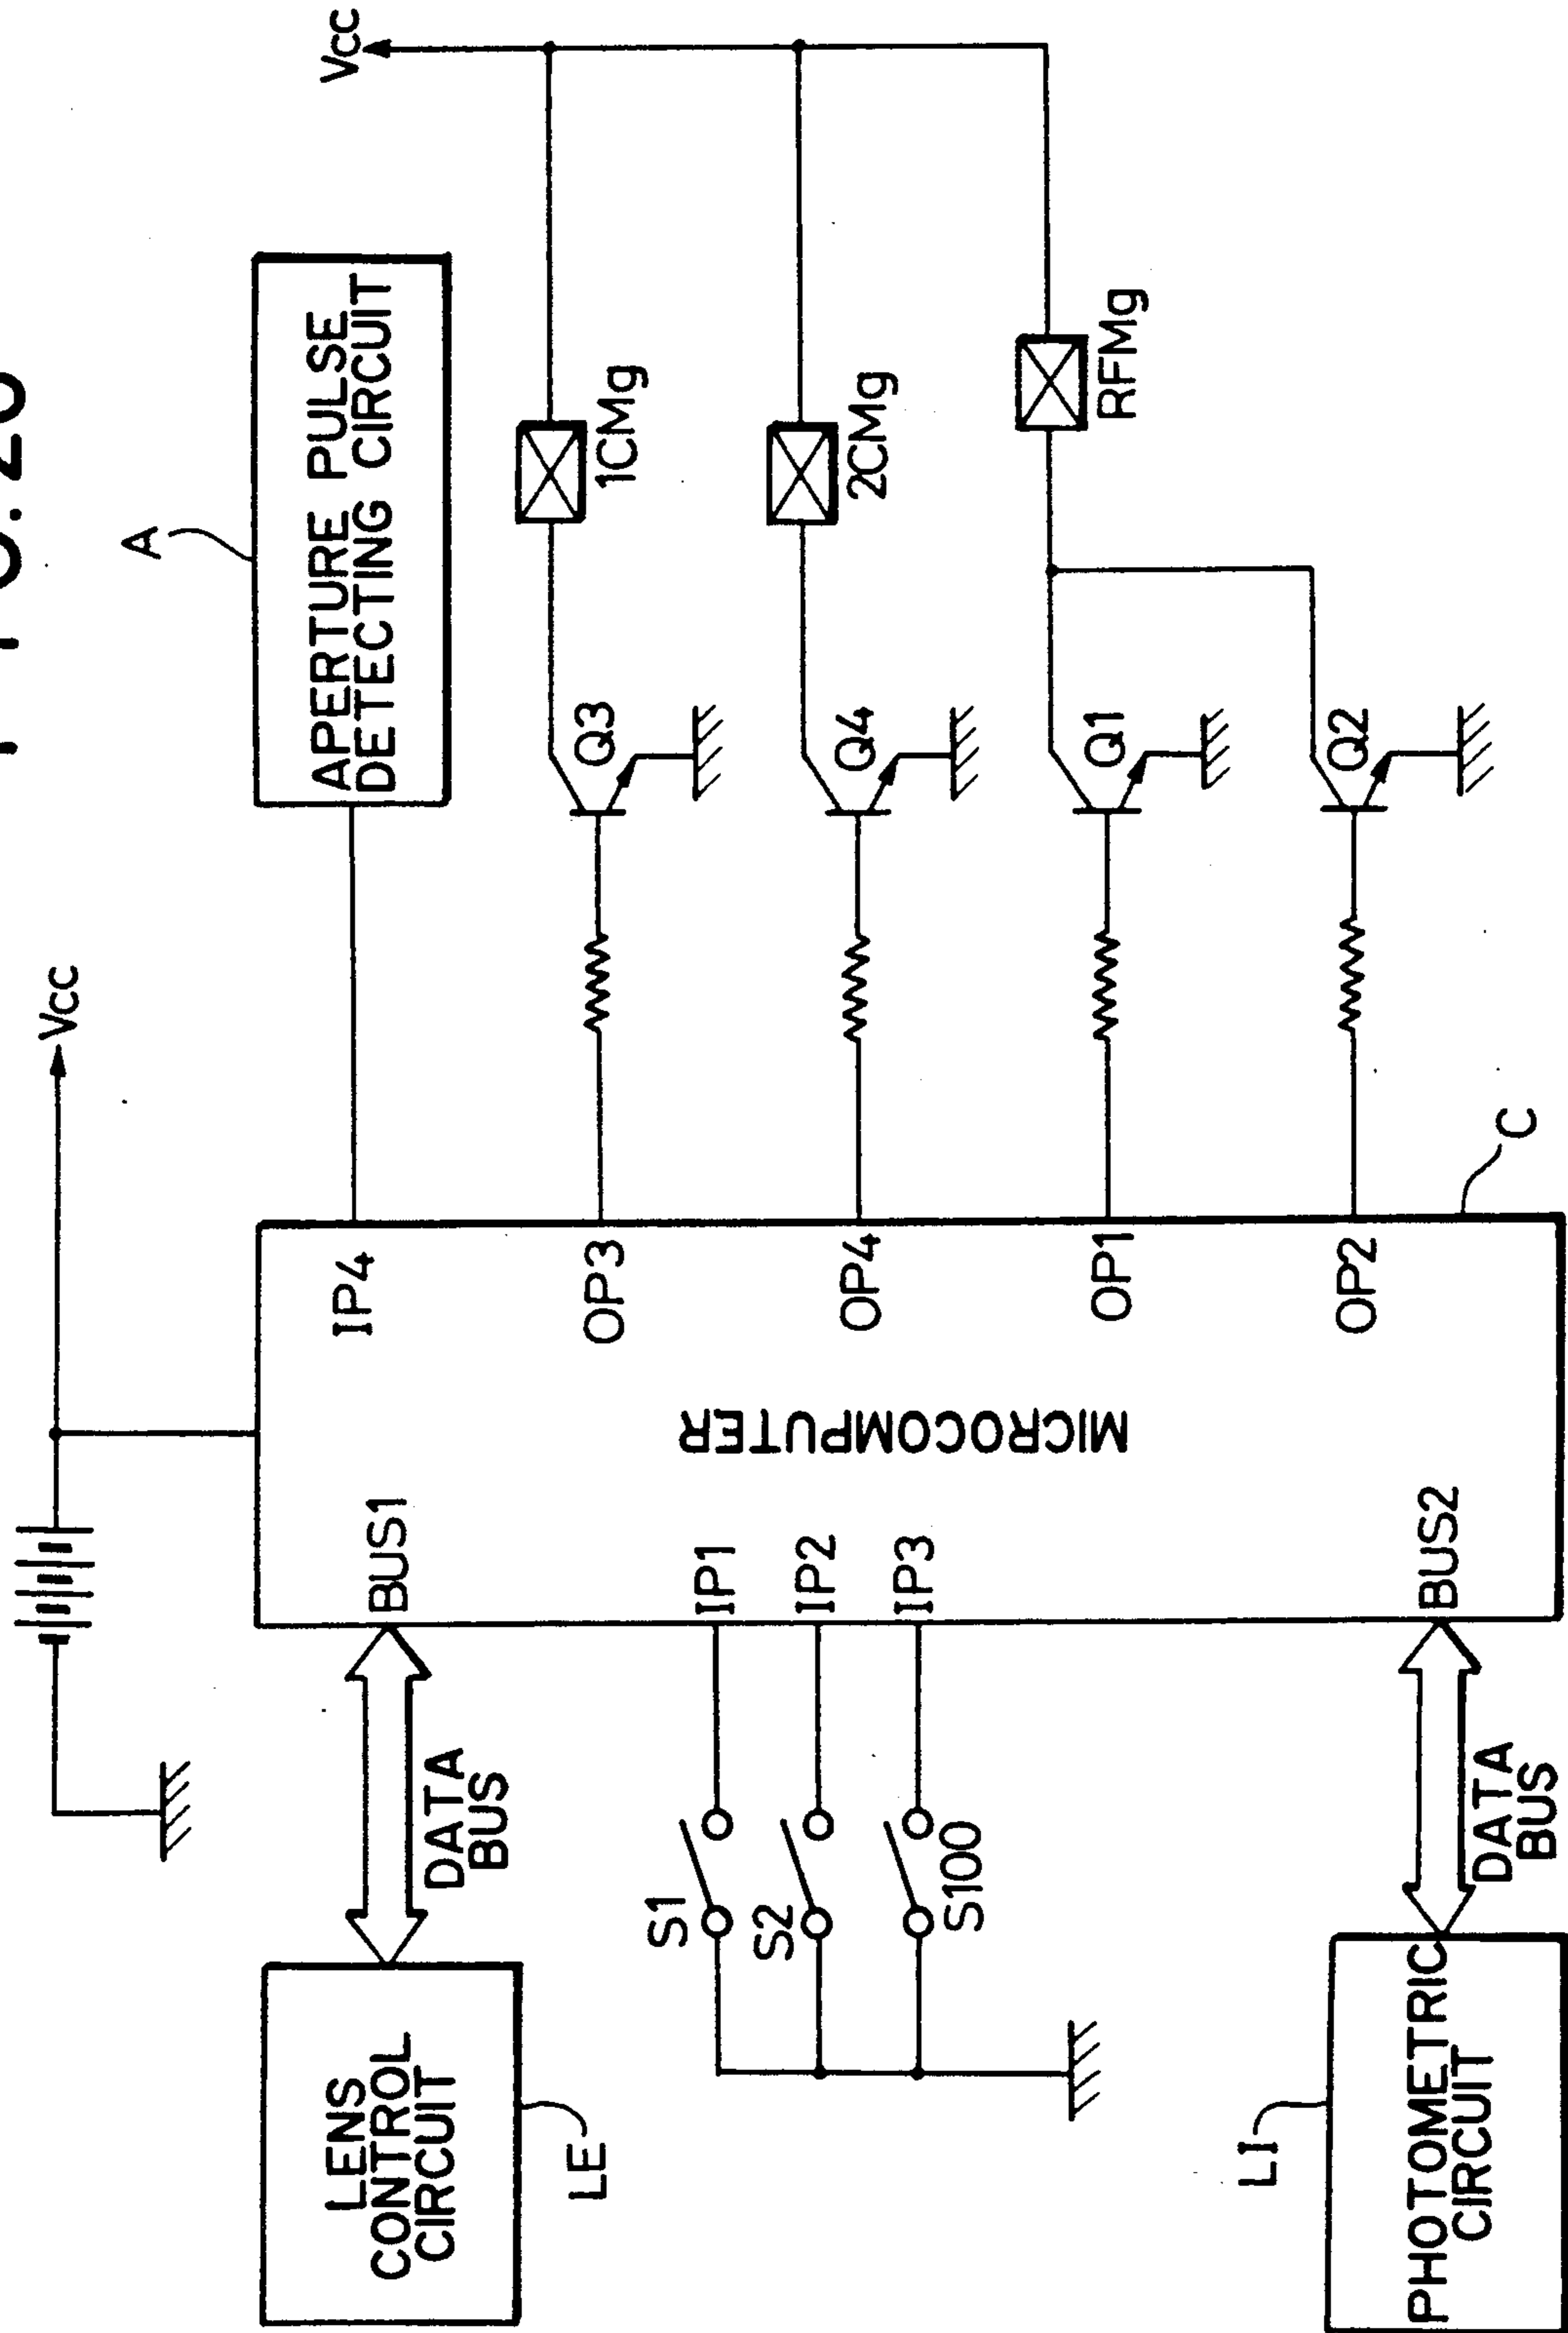 Vcc
Vcc
A
APERTURE PULSE
DETECTING CIRCUIT
1CMg
2CMg
RFMg
Q3
Q4
Q1
Q2
C
MICROCOMPUTER
IP4
OP3
OP4
OP1
OP2
BUS1
IP1
IP2
IP3
BUS2
DATA
BUS
S1
S2
S100
DATA
BUS
LENS
CONTROL
CIRCUIT
LE
LI
PHOTOMETRIC
CIRCUIT